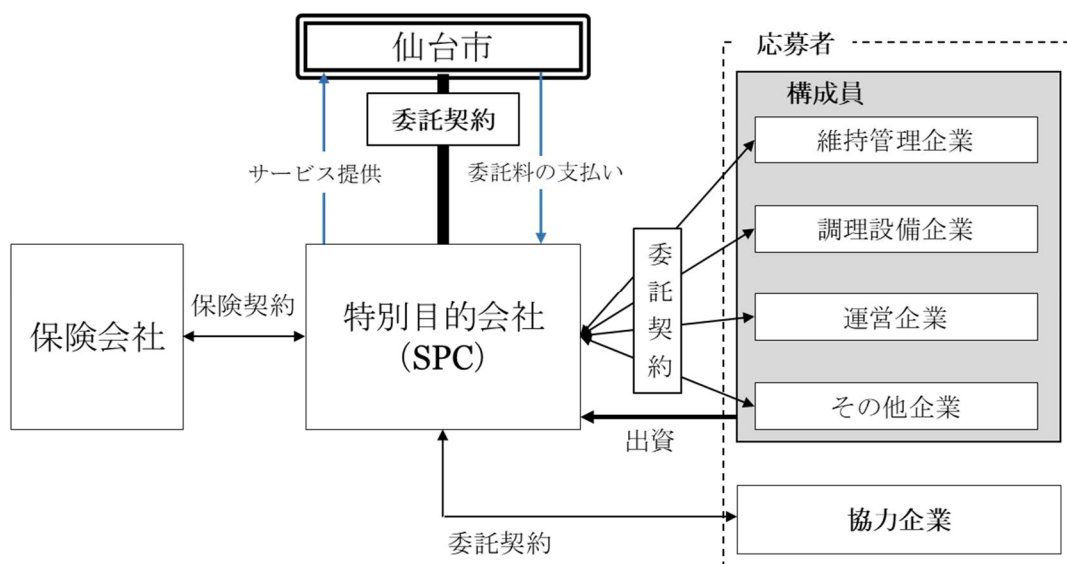 仙台市
応募者
構成員
委託契約
維持管理企業
サービス提供
委託料の支払い
調理設備企業
委託契約
保険契約
保険会社
特別目的会社
（SPC）
運営企業
その他企業
出資
協力企業
委託契約